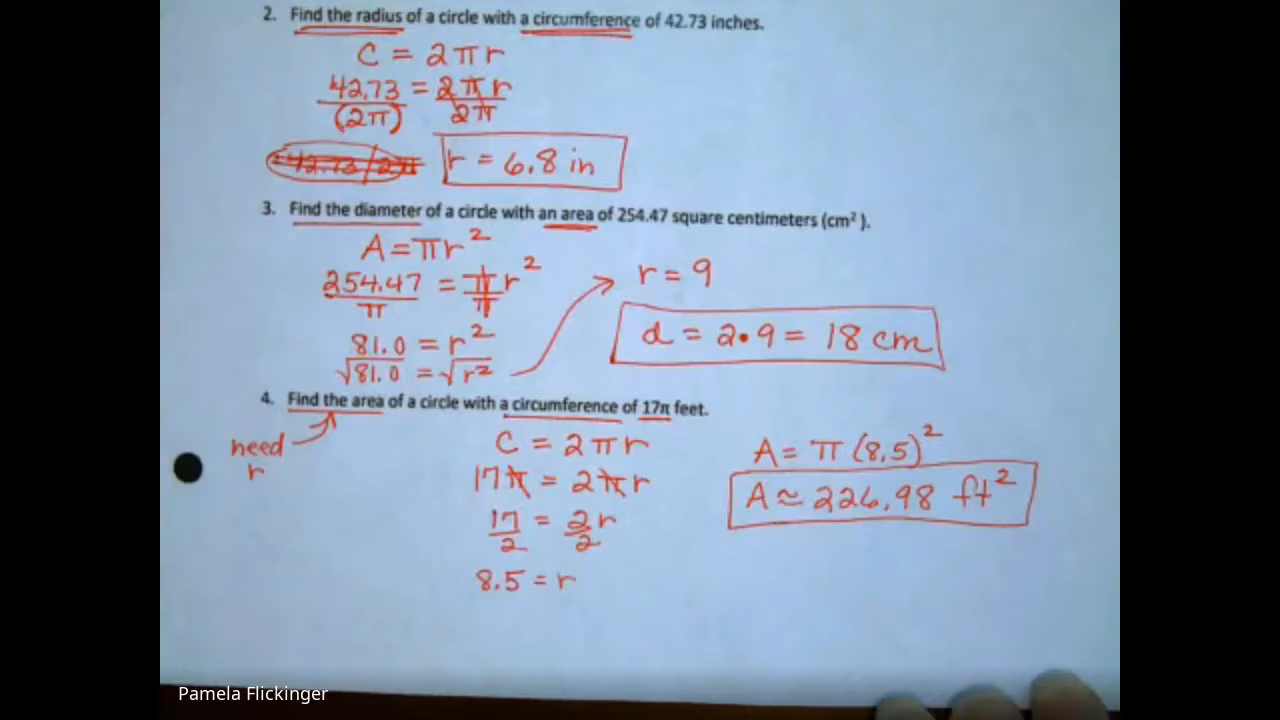 2. Find the radius of a circle with a circumference of 42.73 inches.
C = 2πr
42.73 = 2πr
(2π) 2π
42.73/2π r = 6.8 in
3. Find the diameter of a circle with an area of 254.47 square centimeters (cm²).
A = πr²
254.47 = πr²
π π
r = 9
81.0 = r²
d = 2•9 = 18 cm
√81.0 = √r²
4. Find the area of a circle with a circumference of 17π feet.
need
r
C = 2πr
17π = 2πr
17 = 2r
2 2
8.5 = r
A = π(8.5)²
A ≈ 226.98 ft²
Pamela Flickinger